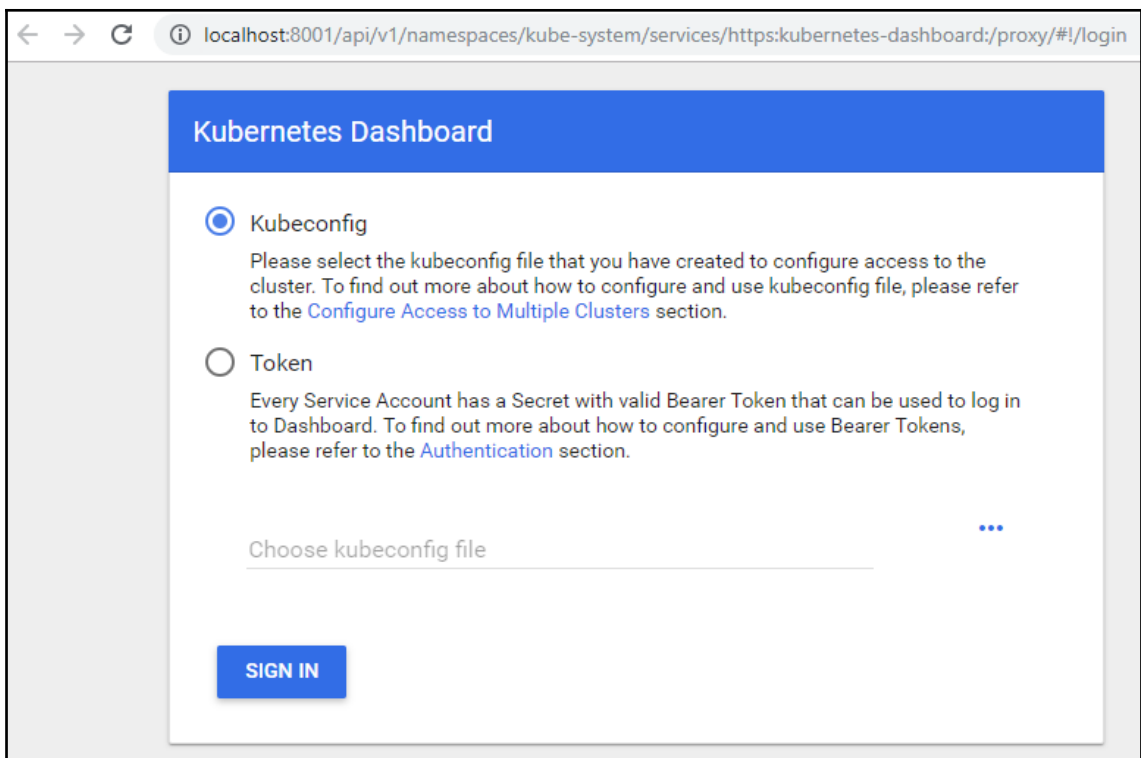 localhost:8001/api/v1/namespaces/kube-system/services/https:kubernetes-dashboard:/proxy/#!/login
Kubernetes Dashboard
Kubeconfig
Please select the kubeconfig file that you have created to configure access to the
cluster. To find out more about how to configure and use kubeconfig file, please refer
to the Configure Access to Multiple Clusters section.
Token
Every Service Account has a Secret with valid Bearer Token that can be used to log in
to Dashboard. To find out more about how to configure and use Bearer Tokens,
please refer to the Authentication section.
Choose kubeconfig file
SIGN IN